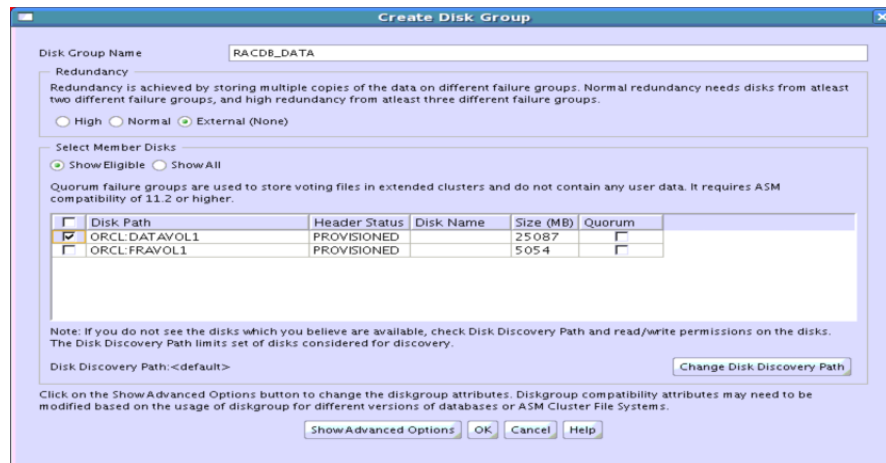 Create Disk Group
Disk Group Name RACDB_DATA
Redundancy
Redundancy is achieved by storing multiple copies of the data on different failure groups. Normal redundancy needs disks from atleast
two different failure groups, and high redundancy from atleast three different failure groups.
High Normal External (None)
Select Member Disks
Show Eligible Show All
Quorum failure groups are used to store voting files in extended clusters and do not contain any user data. It requires ASM
compatibility of 11.2 or higher.
Disk Path Header Status Disk Name Size (MB) Quorum
ORCL:DATAVOL1 PROVISIONED 25087
ORCL:FRAVOL1 PROVISIONED 5054
Note: If you do not see the disks which you believe are available, check Disk Discovery Path and read/write permissions on the disks.
The Disk Discovery Path limits set of disks considered for discovery.
Disk Discovery Path:<default> Change Disk Discovery Path
Click on the Show Advanced Options button to change the diskgroup attributes. Diskgroup compatibility attributes may need to be
modified based on the usage of diskgroup for different versions of databases or ASM Cluster File Systems.
Show Advanced Options OK Cancel Help